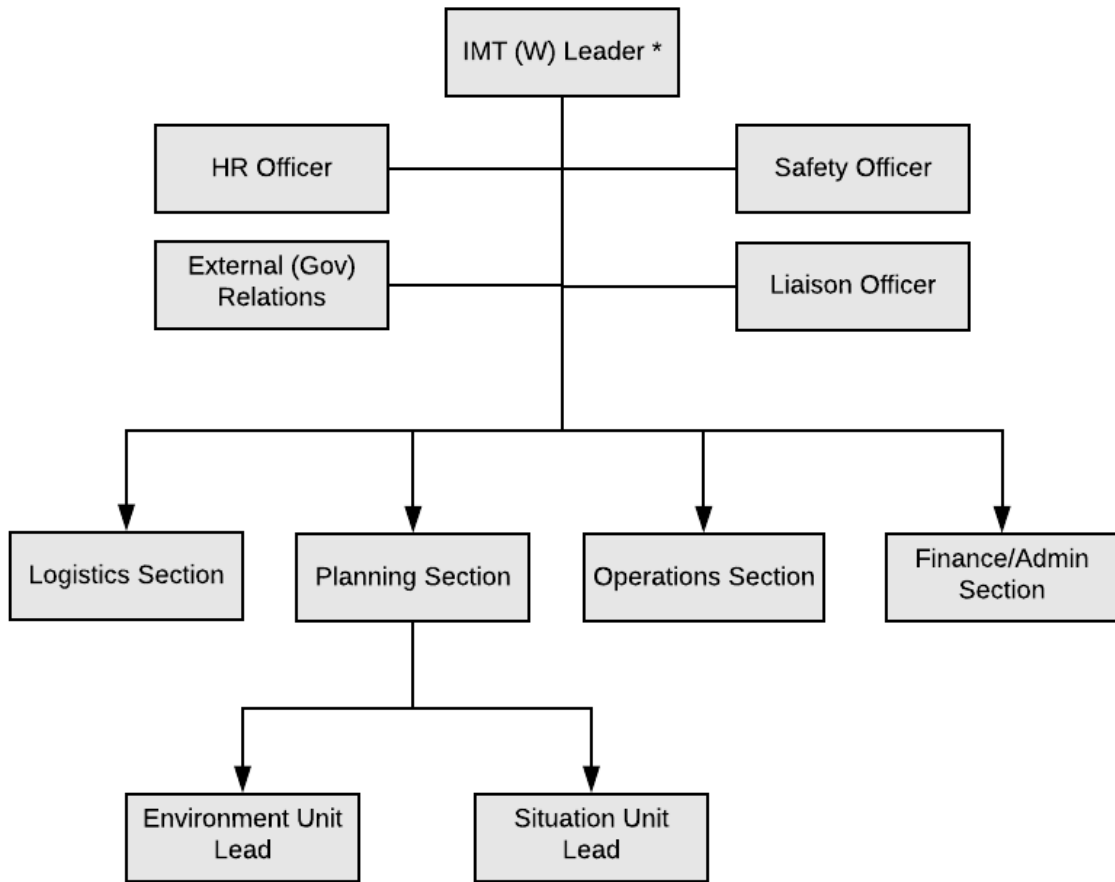 IMT (W) Leader *
HR Officer
Safety Officer
External (Gov)
Relations
Liaison Officer
Logistics Section
Planning Section
Operations Section
Finance/Admin
Section
Environment Unit
Lead
Situation Unit
Lead